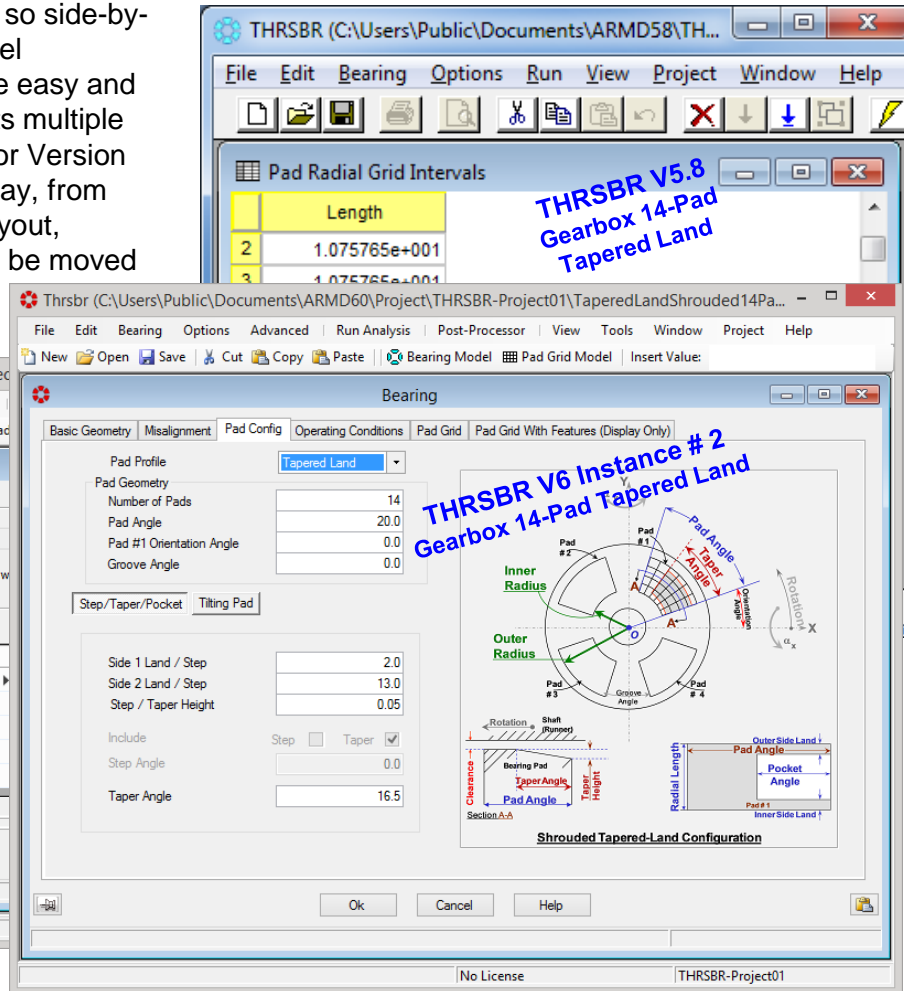 so side-by-
el
e easy and
s multiple
or Version
ay, from
yout,
be moved
THRSBR (C:\Users\Public\Documents\ARMD58\TH...
File Edit Bearing Options Run View Project Window Help
Pad Radial Grid Intervals
Length
2 1.075765e+001
3 1.075765e+001
THRSBR V5.8
Gearbox 14-Pad
Tapered Land
Thrsbr (C:\Users\Public\Documents\ARMD60\Project\THRSBR-Project01\TaperedLandShrouded14Pa...
File Edit Bearing Options Advanced Run Analysis Post-Processor View Tools Window Project Help
New Open Save Cut Copy Paste Bearing Model Pad Grid Model Insert Value:
Bearing
Basic Geometry Misalignment Pad Config Operating Conditions Pad Grid Pad Grid With Features (Display Only)
Pad Profile Tapered Land
Pad Geometry
Number of Pads 14
Pad Angle 20.0
Pad #1 Orientation Angle 0.0
Groove Angle 0.0
Step/Taper/Pocket Tilting Pad
Side 1 Land / Step 2.0
Side 2 Land / Step 13.0
Step / Taper Height 0.05
Include Step Taper
Step Angle 0.0
Taper Angle 16.5
THRSBR V6 Instance # 2
Gearbox 14-Pad Tapered Land
Y
Pad
# 1
Pad
# 2
Pad Angle
Taper
Angle
Inner
Radius
A
A
Orientation
Angle
Rotation
X
αx
O
Outer
Radius
Pad
# 3
Groove
Angle
Pad
# 4
Rotation
Shaft
(Runner)
Clearance
Bearing Pad
Taper Angle
Taper
Height
Pad Angle
Section A-A
Outer Side Land
Pad Angle
Radial Length
Pocket
Angle
Pad # 1
Inner Side Land
Shrouded Tapered-Land Configuration
Ok Cancel Help
No License THRSBR-Project01